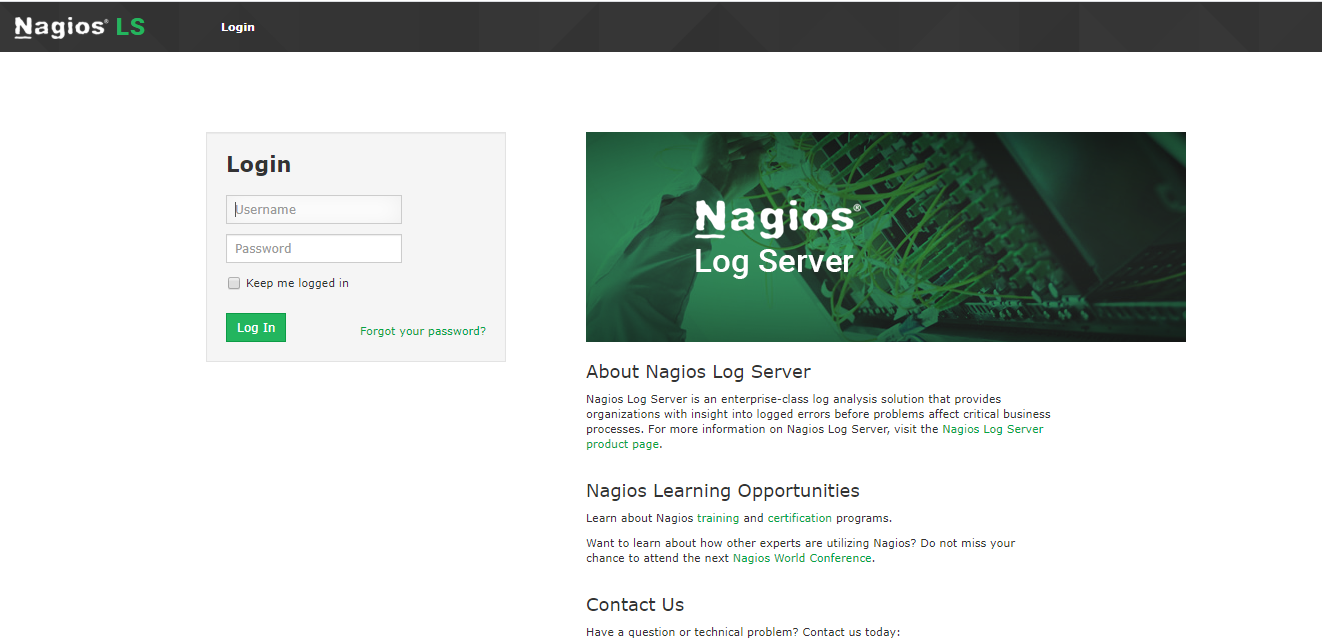 Nagios® LS
Login
Login
Username
Password
Keep me logged in
Log In
Forgot your password?
Nagios®
Log Server
About Nagios Log Server
Nagios Log Server is an enterprise-class log analysis solution that provides
organizations with insight into logged errors before problems affect critical business
processes. For more information on Nagios Log Server, visit the Nagios Log Server
product page.
Nagios Learning Opportunities
Learn about Nagios training and certification programs.
Want to learn about how other experts are utilizing Nagios? Do not miss your
chance to attend the next Nagios World Conference.
Contact Us
Have a question or technical problem? Contact us today: